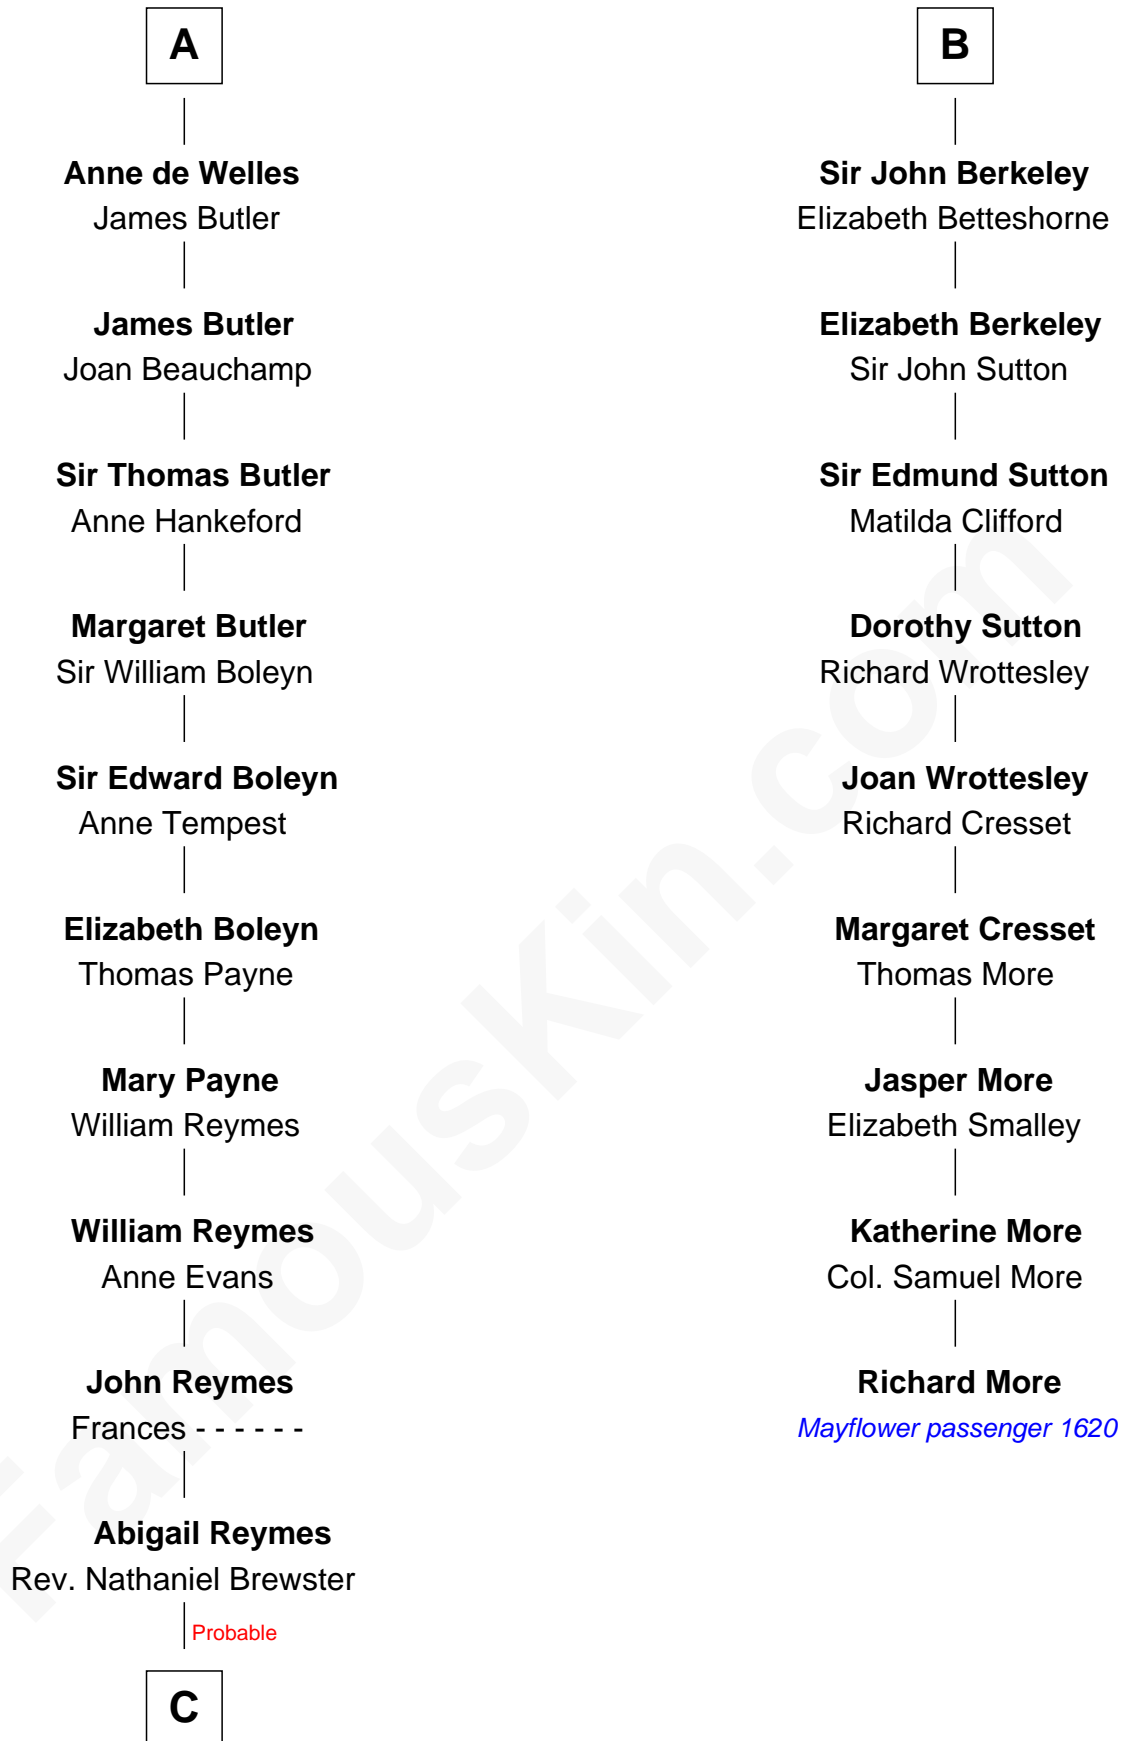 A
Anne de Welles
James Butler
James Butler
Joan Beauchamp
Sir Thomas Butler
Anne Hankeford
Margaret Butler
Sir William Boleyn
Sir Edward Boleyn
Anne Tempest
Elizabeth Boleyn
Thomas Payne
Mary Payne
William Reymes
William Reymes
Anne Evans
John Reymes
Frances - - - - - -
Abigail Reymes
Rev. Nathaniel Brewster
Probable
C
B
Sir John Berkeley
Elizabeth Betteshorne
Elizabeth Berkeley
Sir John Sutton
Sir Edmund Sutton
Matilda Clifford
Dorothy Sutton
Richard Wrottesley
Joan Wrottesley
Richard Cresset
Margaret Cresset
Thomas More
Jasper More
Elizabeth Smalley
Katherine More
Col. Samuel More
Richard More
Mayflower passenger 1620
FamousKin.com